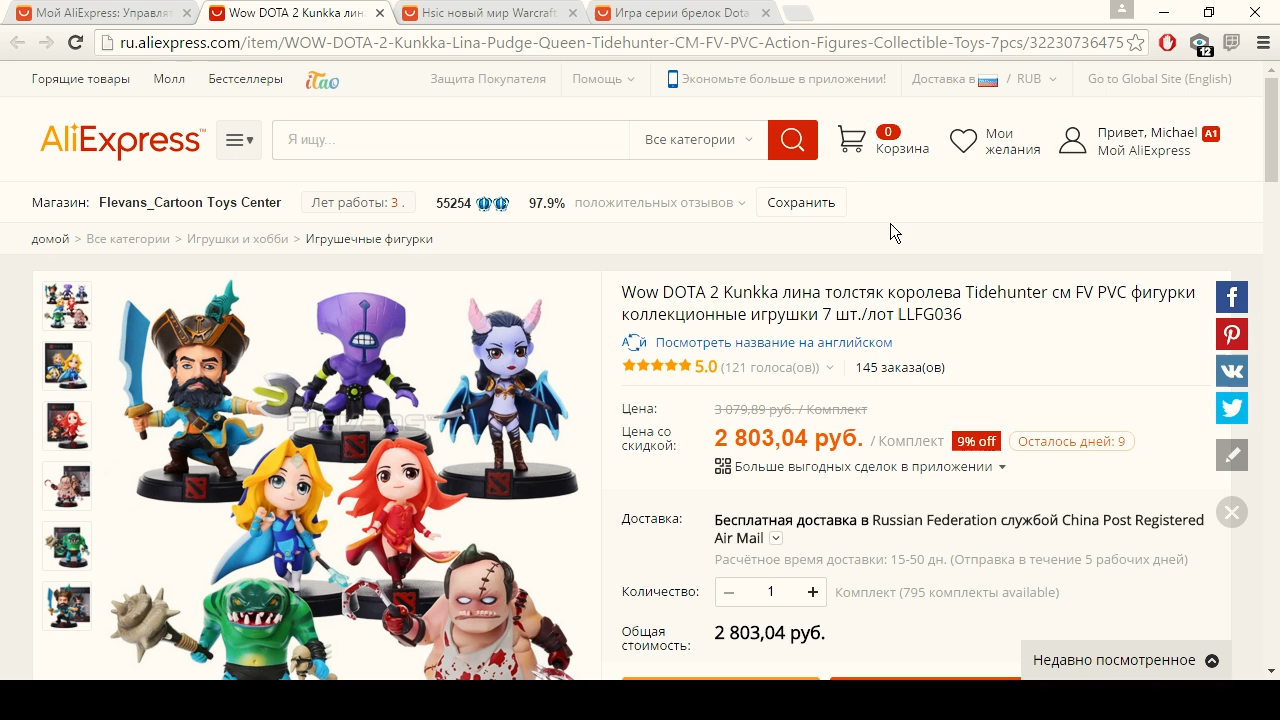 Мой AliExpress: Управлят
Wow DOTA 2 Kunkka лин
Hsic новый мир Warcraft
Игра серии брелок Dota
ru.aliexpress.com/item/WOW-DOTA-2-Kunkka-Lina-Pudge-Queen-Tidehunter-CM-FV-PVC-Action-Figures-Collectible-Toys-7pcs/32230736475
12
Горящие товары Молл Бестселлеры iTao Защита Покупателя Помощь Экономьте больше в приложении! Доставка в / RUB Go to Global Site (English)
AliExpress™
Я ищу...
Все категории
0
Корзина
Мои
желания
Привет, Michael A1
Мой AliExpress
Магазин: Flevans_Cartoon Toys Center Лет работы: 3 . 55254 97.9% положительных отзывов Сохранить
домой > Все категории > Игрушки и хобби > Игрушечные фигурки
Wow DOTA 2 Kunkka лина толстяк королева Tidehunter см FV PVC фигурки
коллекционные игрушки 7 шт./лот LLFG036
Посмотреть название на английском
5.0 (121 голоса(ов)) 145 заказа(ов)
Цена: 3 079,89 руб. / Комплект
Цена со
скидкой:
2 803,04 руб. / Комплект 9% off Осталось дней: 9
Больше выгодных сделок в приложении
Доставка: Бесплатная доставка в Russian Federation службой China Post Registered
Air Mail
Расчётное время доставки: 15-50 дн. (Отправка в течение 5 рабочих дней)
Количество: − 1 + Комплект (795 комплекты available)
Общая
стоимость:
2 803,04 руб.
Недавно посмотренное